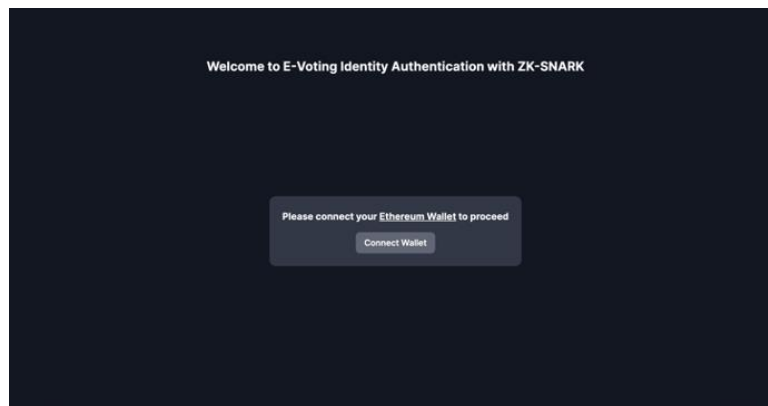 Welcome to E-Voting Identity Authentication with ZK-SNARK
Please connect your Ethereum Wallet to proceed
Connect Wallet